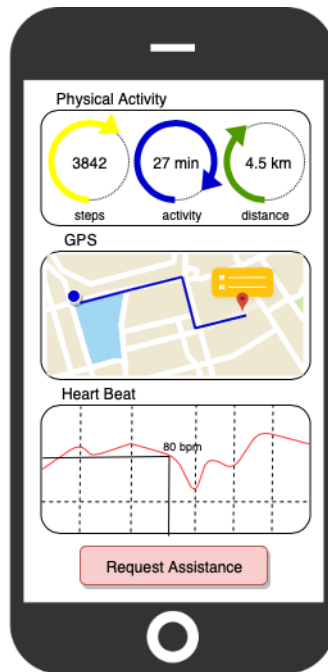 Physical Activity
3842
27 min
4.5 km
steps
activity
distance
GPS
Heart Beat
80 bpm
Request Assistance